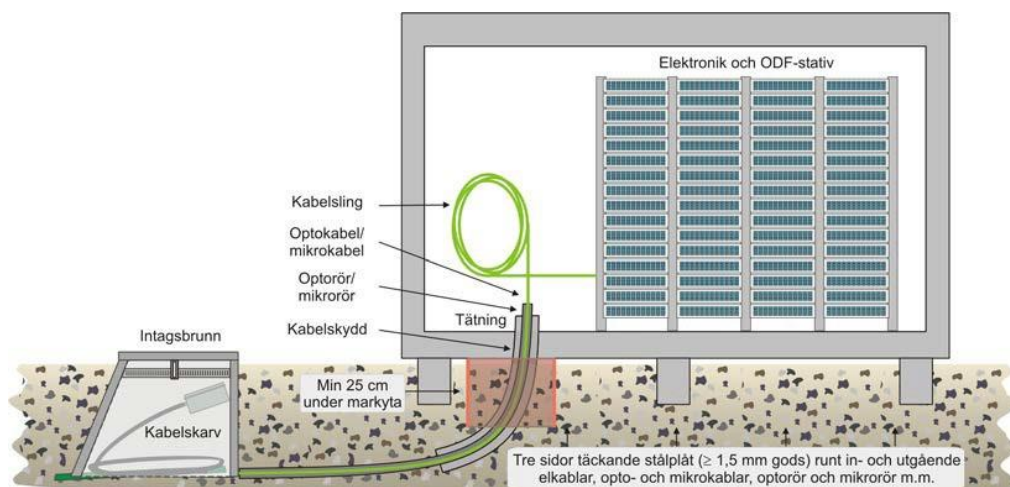 Elektronik och ODF-stativ
Kabelsling
Optokabel/
mikrokabel
Optorör/
mikrorör
Tätning
Kabelskydd
Intagsbrunn
Min 25 cm
under markyta
Kabelskarv
Tre sidor täckande stålplåt (≥ 1,5 mm gods) runt in- och utgående
elkablar, opto- och mikrokablar, optorör och mikrorör m.m.